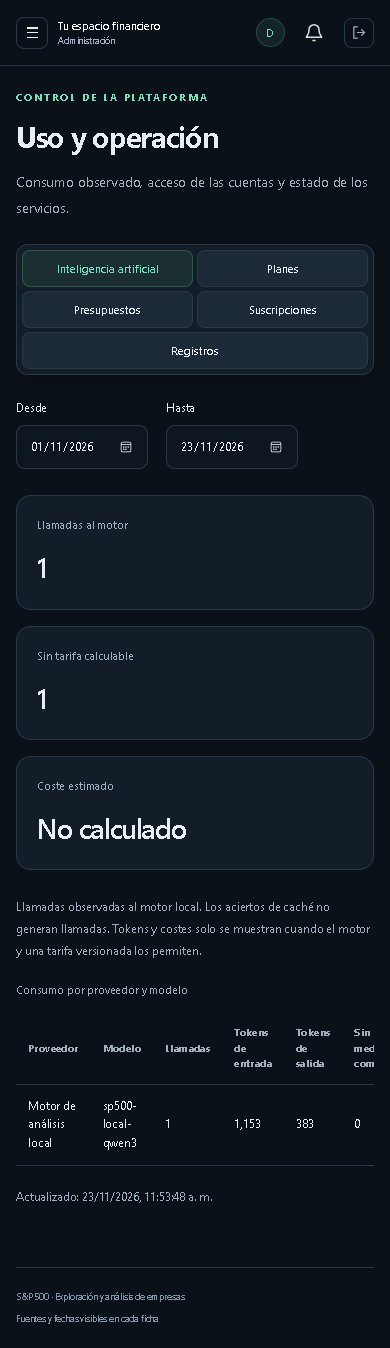 Tu espacio financiero
Administración
D
CONTROL DE LA PLATAFORMA
Uso y operación
Consumo observado, acceso de las cuentas y estado de los
servicios.
Inteligencia artificial
Planes
Presupuestos
Suscripciones
Registros
Desde
Hasta
01/11/2026
23/11/2026
Llamadas al motor
1
Sin tarifa calculable
1
Coste estimado
No calculado
Llamadas observadas al motor local. Los aciertos de caché no
generan llamadas. Tokens y costes solo se muestran cuando el motor
y una tarifa versionada los permiten.
Consumo por proveedor y modelo
Proveedor Modelo Llamadas Tokens de entrada Tokens de salida Sin
Motor de análisis local sp500-local-qwen3 1 1,153 383 0
Actualizado: 23/11/2026, 11:53:48 a. m.
S&P 500 · Exploración y análisis de empresas
Fuentes y fechas visibles en cada ficha